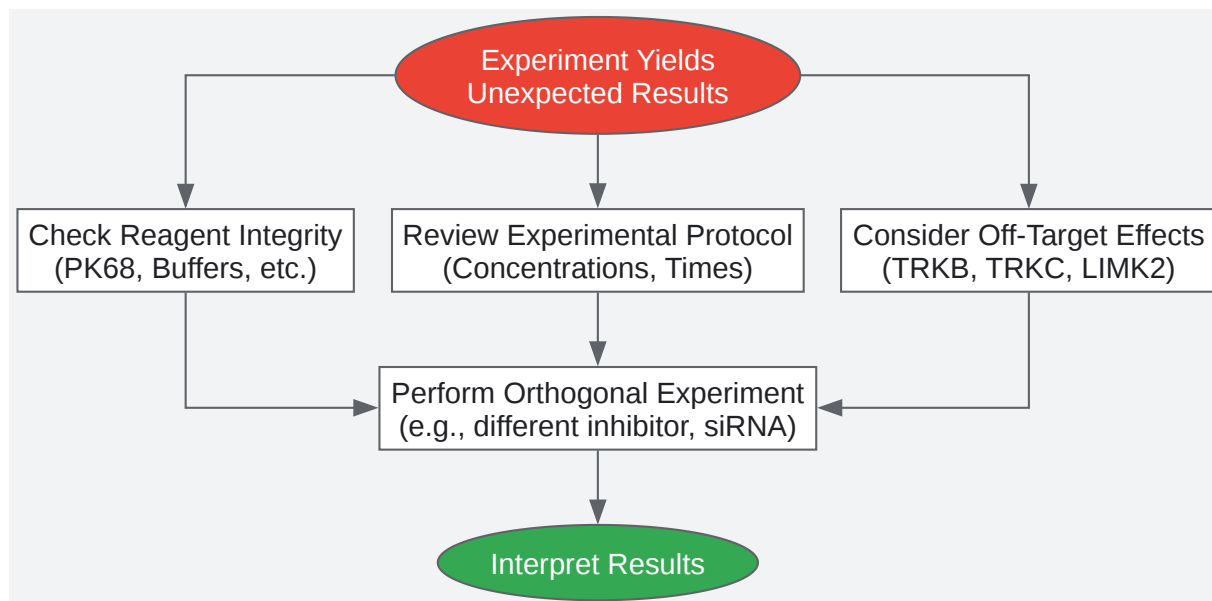 Experiment Yields
Unexpected Results
Check Reagent Integrity
(PK68, Buffers, etc.)
Review Experimental Protocol
(Concentrations, Times)
Consider Off-Target Effects
(TRKB, TRKC, LIMK2)
Perform Orthogonal Experiment
(e.g., different inhibitor, siRNA)
Interpret Results